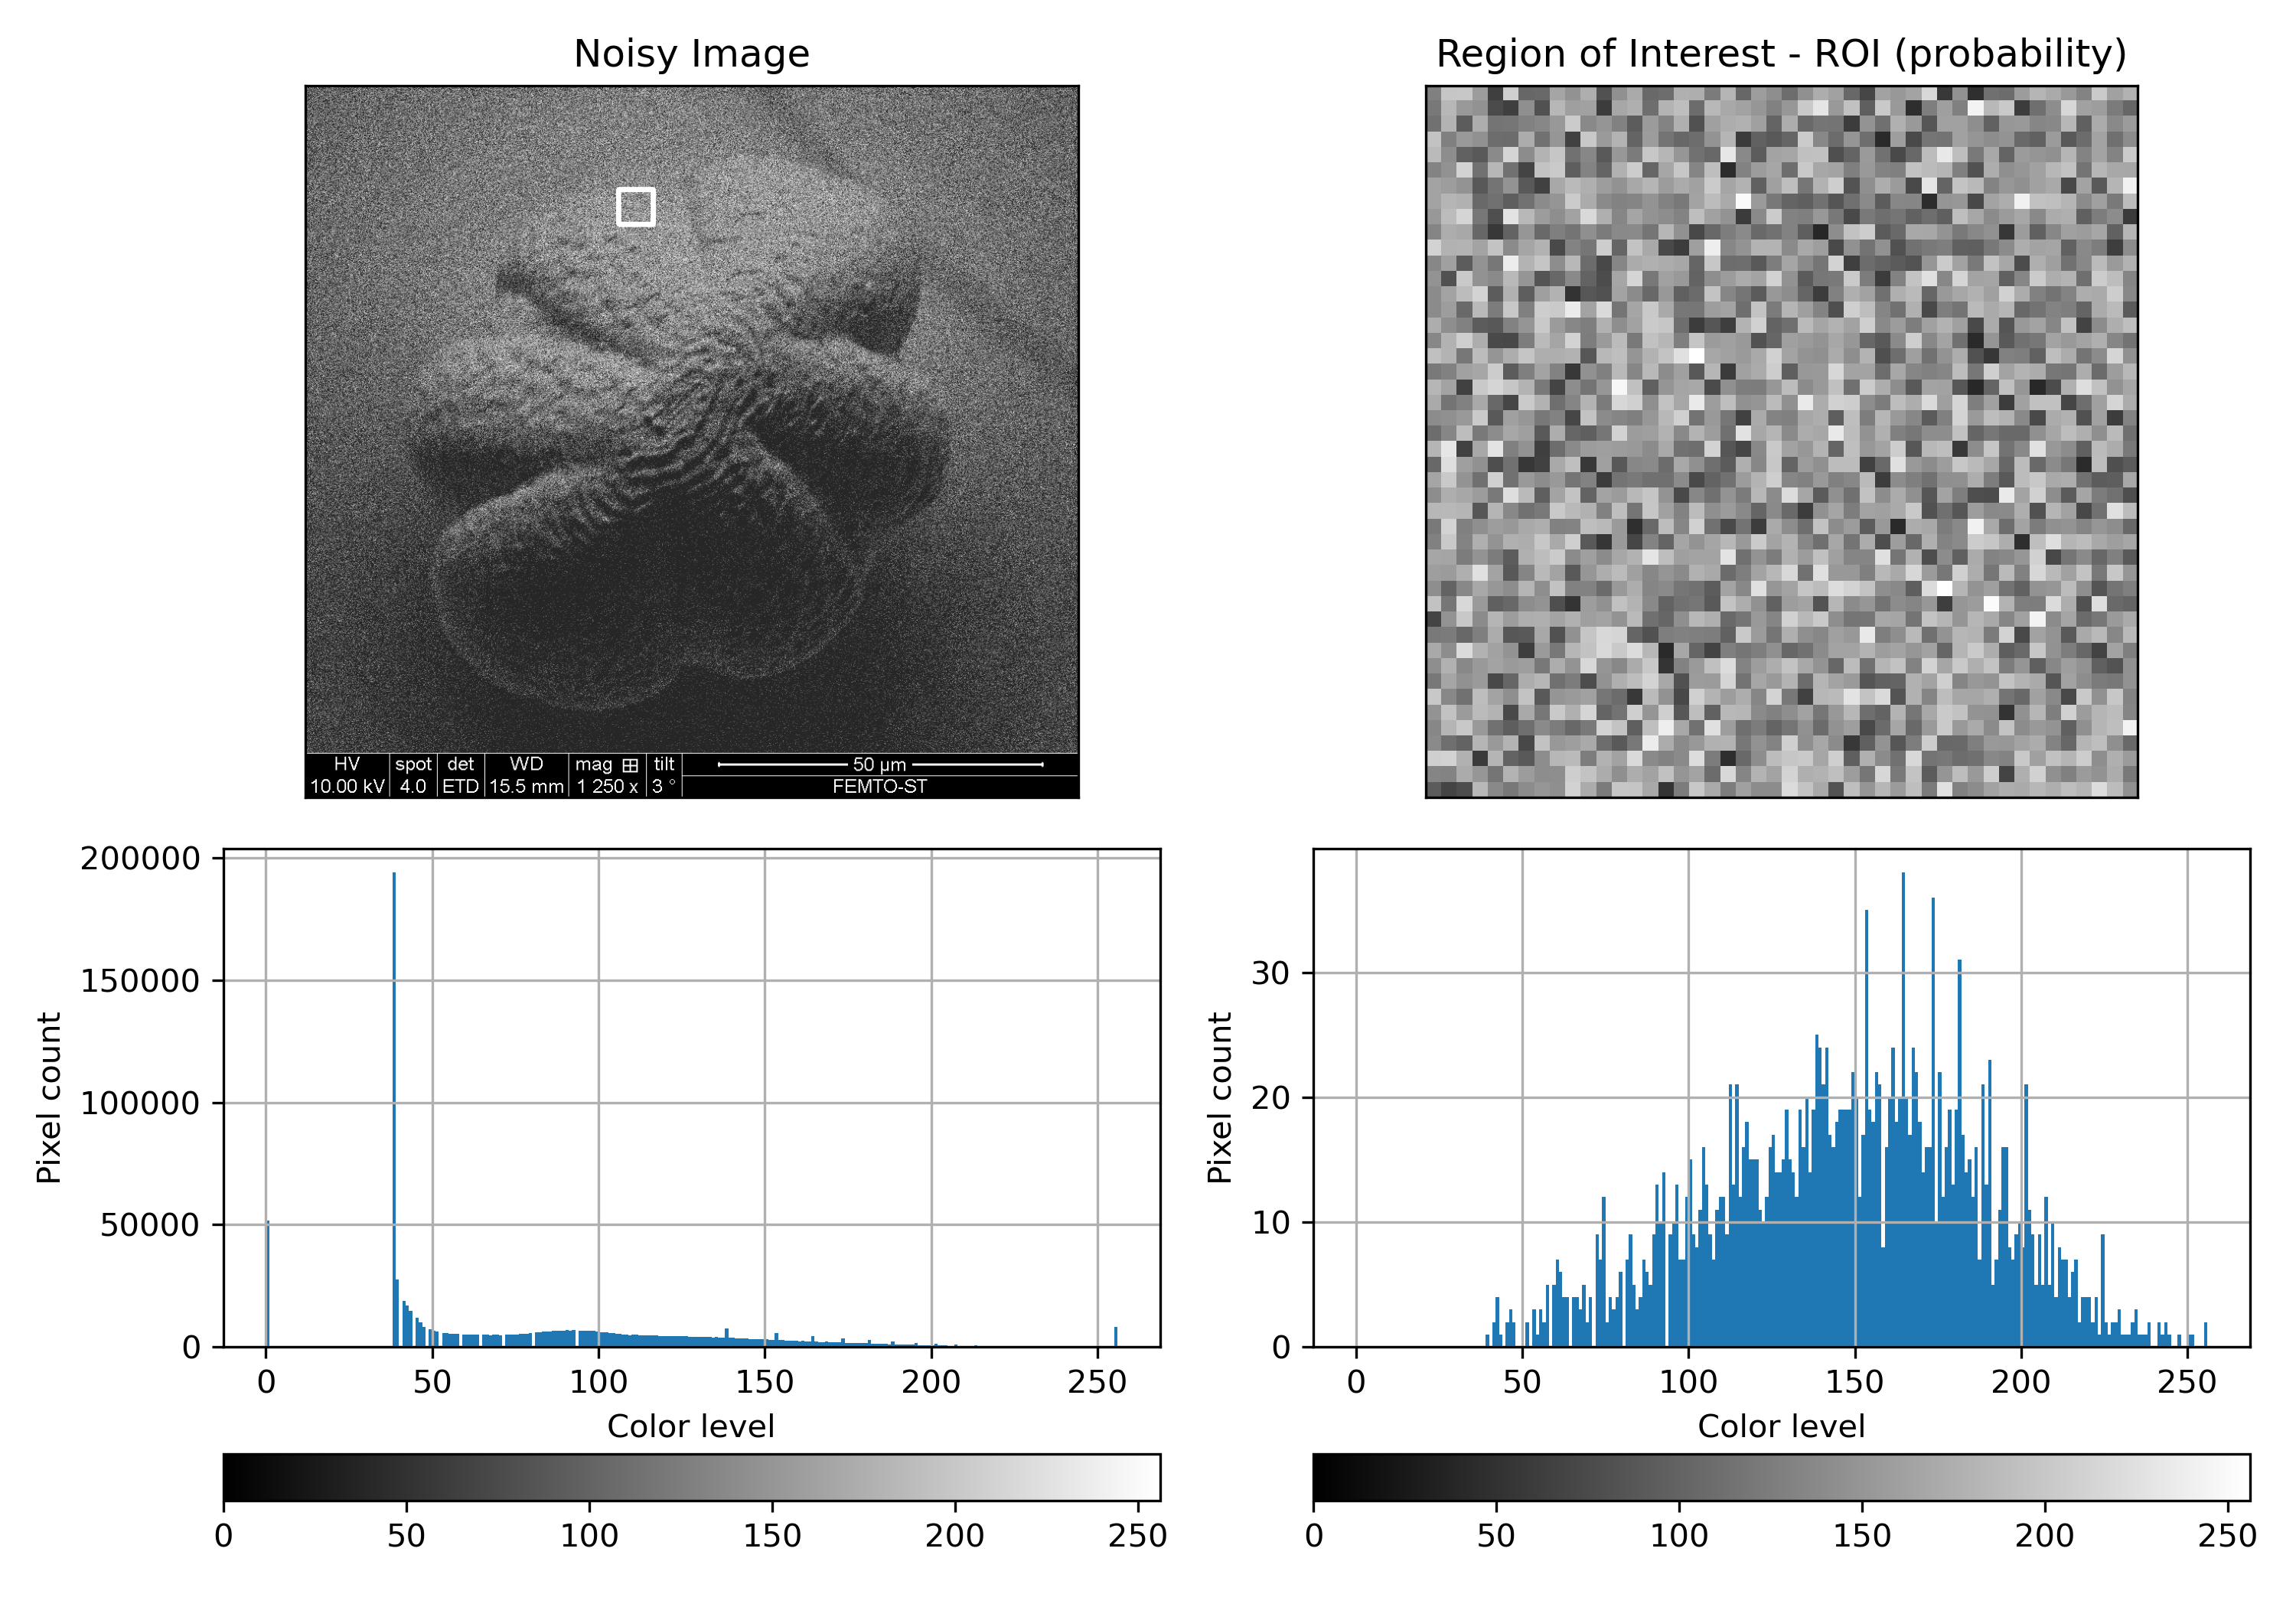 Noisy Image
Region of Interest - ROI (probability)
HV spot det WD mag tilt 50 µm
10.00 kV 4.0 ETD 15.5 mm 1 250 x 3 ° FEMTO-ST
200000
150000
100000
50000
0
Pixel count
0 50 100 150 200 250
Color level
0 50 100 150 200 250
30
20
10
0
Pixel count
0 50 100 150 200 250
Color level
0 50 100 150 200 250